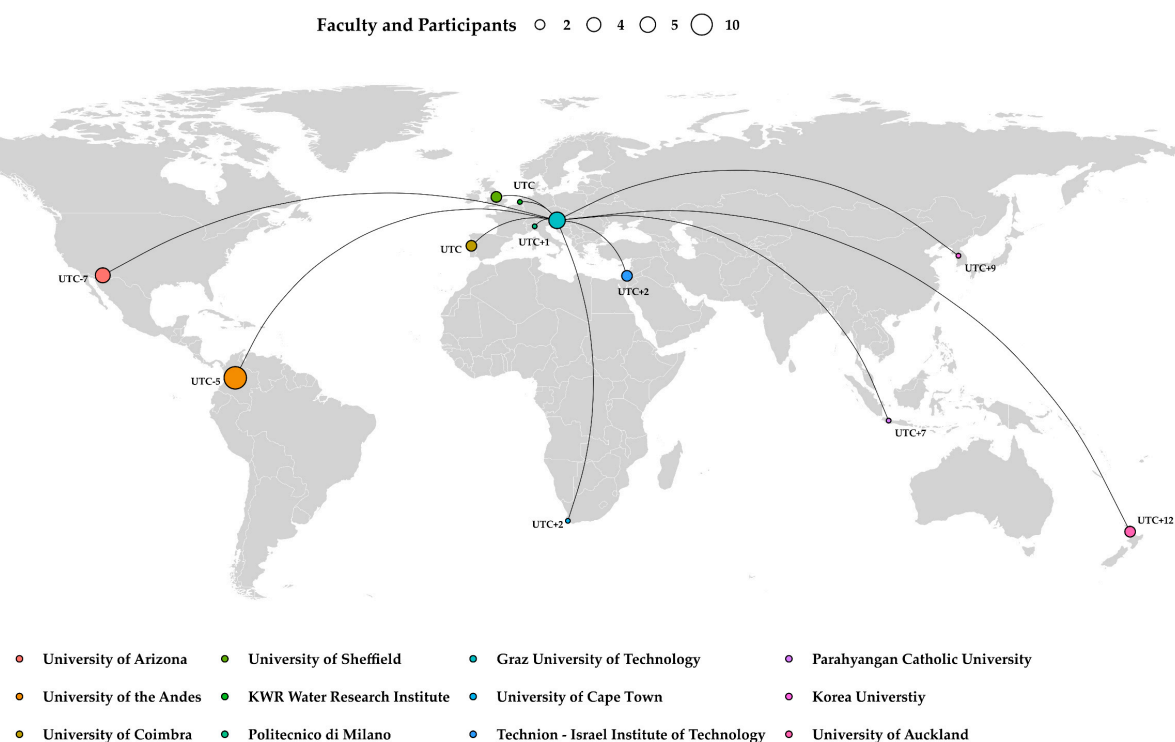 Faculty and Participants 2 4 5 10
UTC
UTC
UTC+1
UTC-7
UTC+9
UTC+2
UTC-5
UTC+7
UTC+2
UTC+12
University of Arizona University of Sheffield Graz University of Technology Parahyangan Catholic University
University of the Andes KWR Water Research Institute University of Cape Town Korea Universtiy
University of Coimbra Politecnico di Milano Technion - Israel Institute of Technology University of Auckland